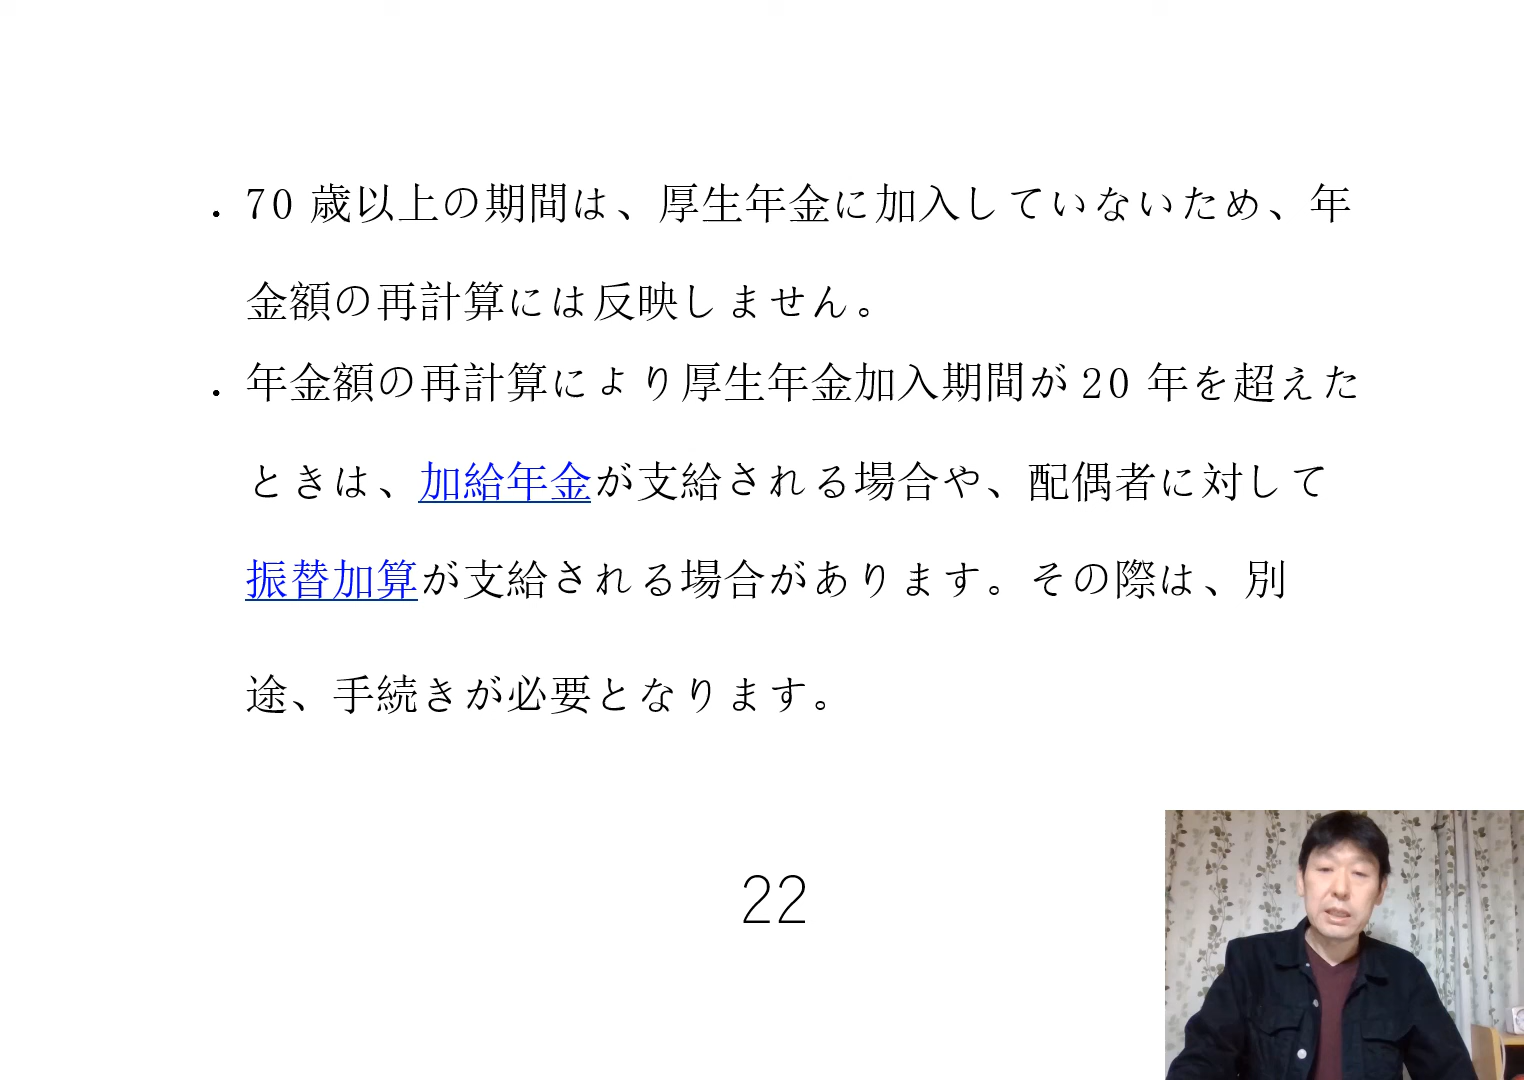 . 70 歳以上の期間は、厚生年金に加入していないため、年
金額の再計算には反映しません。
. 年金額の再計算により厚生年金加入期間が 20 年を超えた
ときは、加給年金が支給される場合や、配偶者に対して
振替加算が支給される場合があります。その際は、別
途、手続きが必要となります。
22